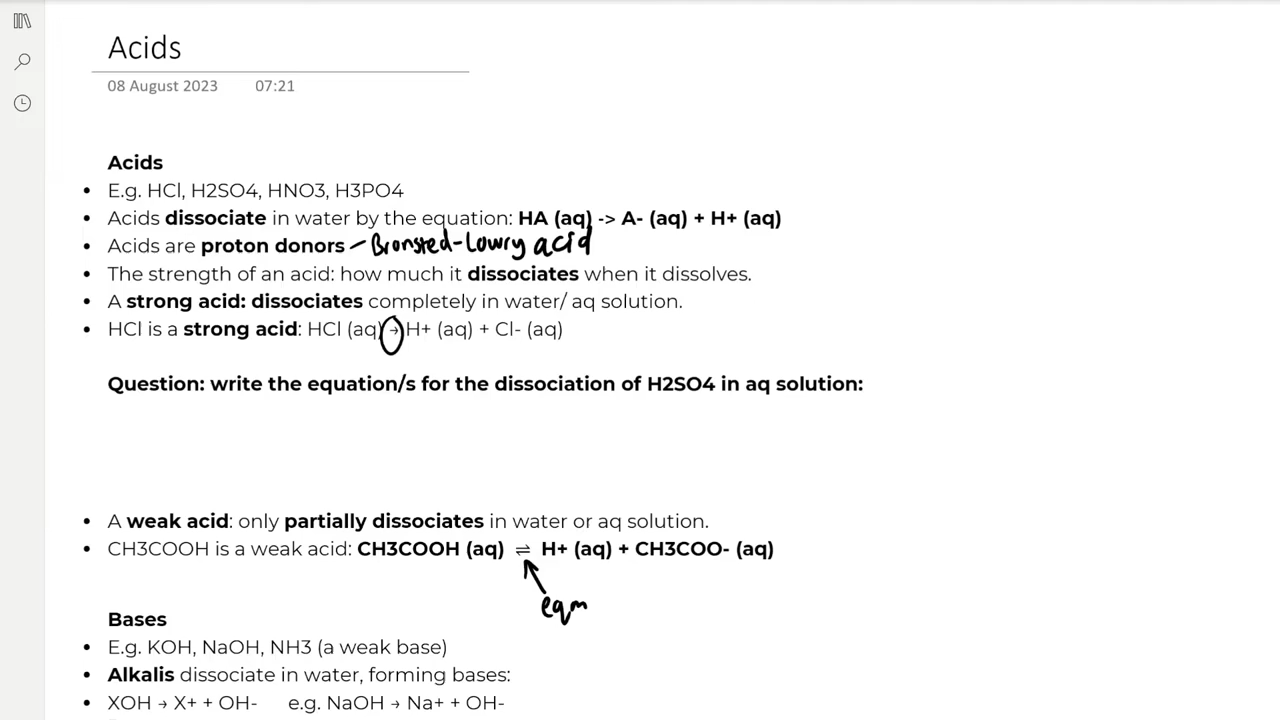 Acids
08 August 2023 07:21
Acids
• E.g. HCl, H2SO4, HNO3, H3PO4
• Acids dissociate in water by the equation: HA (aq) -> A- (aq) + H+ (aq)
• Acids are proton donors – Bronsted-Lowry acid
• The strength of an acid: how much it dissociates when it dissolves.
• A strong acid: dissociates completely in water/ aq solution.
• HCl is a strong acid: HCl (aq) → H+ (aq) + Cl- (aq)
Question: write the equation/s for the dissociation of H2SO4 in aq solution:
• A weak acid: only partially dissociates in water or aq solution.
• CH3COOH is a weak acid: CH3COOH (aq) ⇌ H+ (aq) + CH3COO- (aq)
eqm
Bases
• E.g. KOH, NaOH, NH3 (a weak base)
• Alkalis dissociate in water, forming bases:
• XOH → X+ + OH- e.g. NaOH → Na+ + OH-